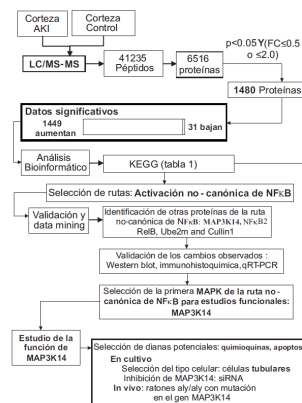 Corteza
AKI
Corteza
Control
LC/MS-MS
41235
Péptidos
6516
proteínas
p<0.05Y(FC≤0.5
o ≤2.0)
1480 Proteínas
Datos significativos
1449
aumentan
31 bajan
Análisis
Bioinformático
KEGG (tabla 1)
Selección de rutas: Activación no-canónica de NFκB
Validación y
data mining
Identificación de otras proteínas de la ruta
no-canónica de NFκB: MAP3K14, NFκB2
RelB, Ube2m and Cullin1
Validación de los cambios observados :
Western blot, immunohistoquimica,qRT-PCR
Selección de la primera MAPK de la ruta no-
canónica de NFκB para estudios funcionales:
MAP3K14
Estudio de la
función de
MAP3K14
Selección de dianas potenciales: quimioquinas, apoptos
En cultivo
Selección del tipo celular: células tubulares
Inhibición de MAP3K14: siRNA
In vivo: ratones aly/aly con mutación
en el gen MAP3K14